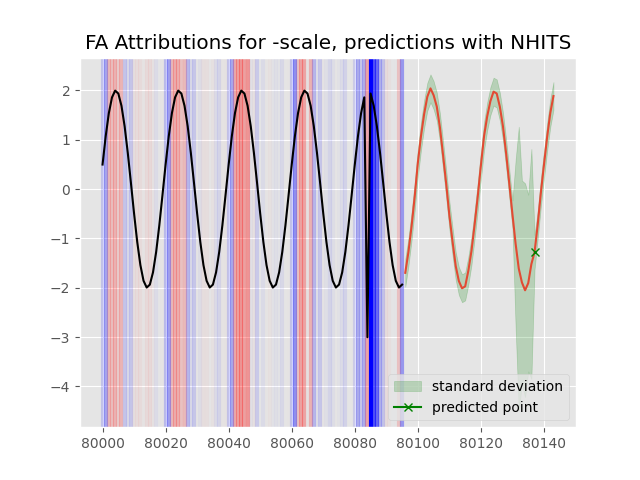 FA Attributions for -scale, predictions with NHITS
2
1
0
−1
−2
−3
−4
standard deviation
predicted point
80000 80020 80040 80060 80080 80100 80120 80140